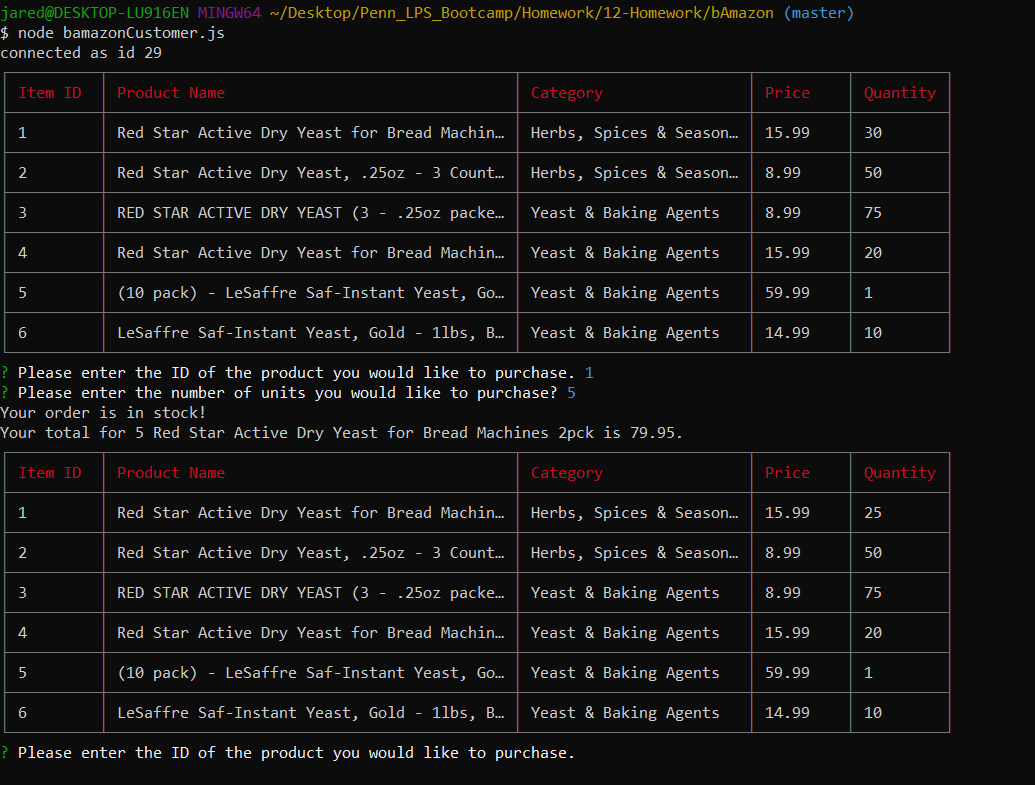 jared@DESKTOP-LU916EN MINGW64 ~/Desktop/Penn_LPS_Bootcamp/Homework/12-Homework/bAmazon (master)
$ node bamazonCustomer.js
connected as id 29
Item ID Product Name Category Price Quantity
1 Red Star Active Dry Yeast for Bread Machin… Herbs, Spices & Season… 15.99 30
2 Red Star Active Dry Yeast, .25oz - 3 Count… Herbs, Spices & Season… 8.99 50
3 RED STAR ACTIVE DRY YEAST (3 - .25oz packe… Yeast & Baking Agents 8.99 75
4 Red Star Active Dry Yeast for Bread Machin… Yeast & Baking Agents 15.99 20
5 (10 pack) - LeSaffre Saf-Instant Yeast, Go… Yeast & Baking Agents 59.99 1
6 LeSaffre Saf-Instant Yeast, Gold - 1lbs, B… Yeast & Baking Agents 14.99 10
? Please enter the ID of the product you would like to purchase. 1
? Please enter the number of units you would like to purchase? 5
Your order is in stock!
Your total for 5 Red Star Active Dry Yeast for Bread Machines 2pck is 79.95.
Item ID Product Name Category Price Quantity
1 Red Star Active Dry Yeast for Bread Machin… Herbs, Spices & Season… 15.99 25
2 Red Star Active Dry Yeast, .25oz - 3 Count… Herbs, Spices & Season… 8.99 50
3 RED STAR ACTIVE DRY YEAST (3 - .25oz packe… Yeast & Baking Agents 8.99 75
4 Red Star Active Dry Yeast for Bread Machin… Yeast & Baking Agents 15.99 20
5 (10 pack) - LeSaffre Saf-Instant Yeast, Go… Yeast & Baking Agents 59.99 1
6 LeSaffre Saf-Instant Yeast, Gold - 1lbs, B… Yeast & Baking Agents 14.99 10
? Please enter the ID of the product you would like to purchase.